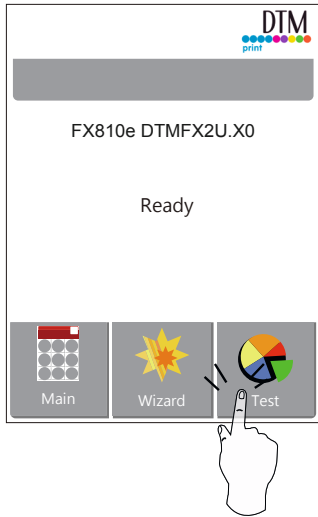 DTM
print
FX810e DTMFX2U.X0
Ready
Main
Wizard
Test